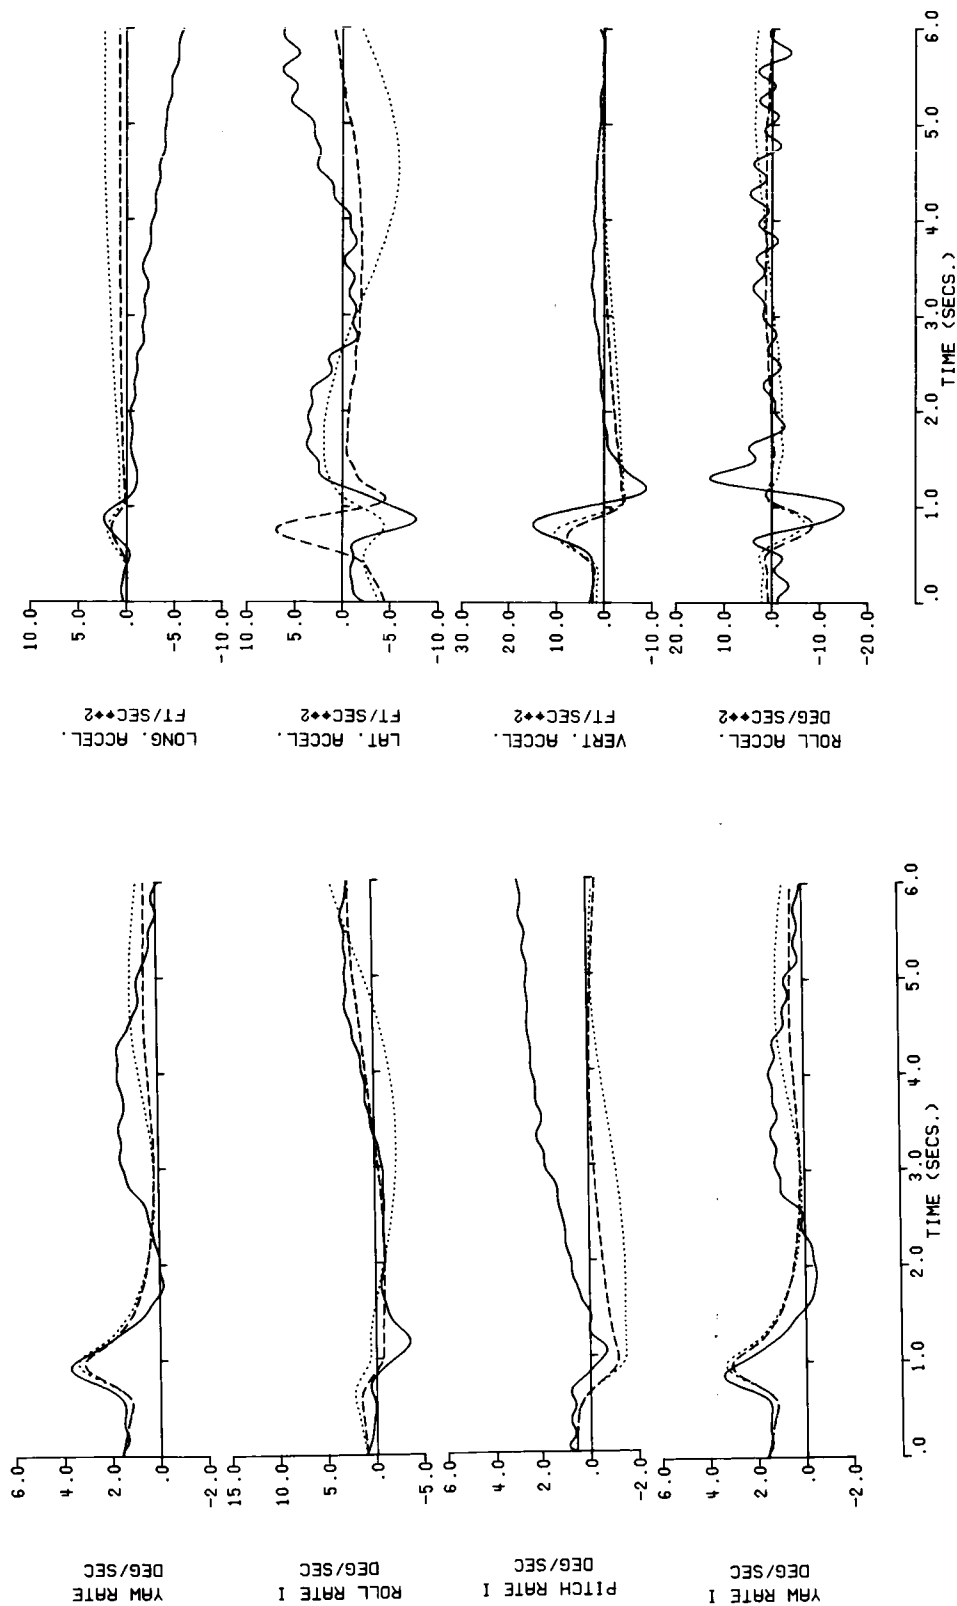 LONG. ACCEL.
FT/SEC**2
10.0
5.0
.0
-5.0
-10.0
LAT. ACCEL.
FT/SEC**2
10.0
5.0
.0
-5.0
-10.0
VERT. ACCEL.
FT/SEC**2
30.0
20.0
10.0
.0
-10.0
ROLL ACCEL.
DEG/SEC**2
20.0
10.0
.0
-10.0
-20.0
.0 1.0 2.0 3.0 4.0 5.0 6.0
TIME (SECS.)
YAW RATE
DEG/SEC
6.0
4.0
2.0
.0
-2.0
ROLL RATE I
DEG/SEC
15.0
10.0
5.0
.0
-5.0
PITCH RATE I
DEG/SEC
6.0
4.0
2.0
.0
-2.0
YAW RATE I
DEG/SEC
6.0
4.0
2.0
.0
-2.0
.0 1.0 2.0 3.0 4.0 5.0 6.0
TIME (SECS.)